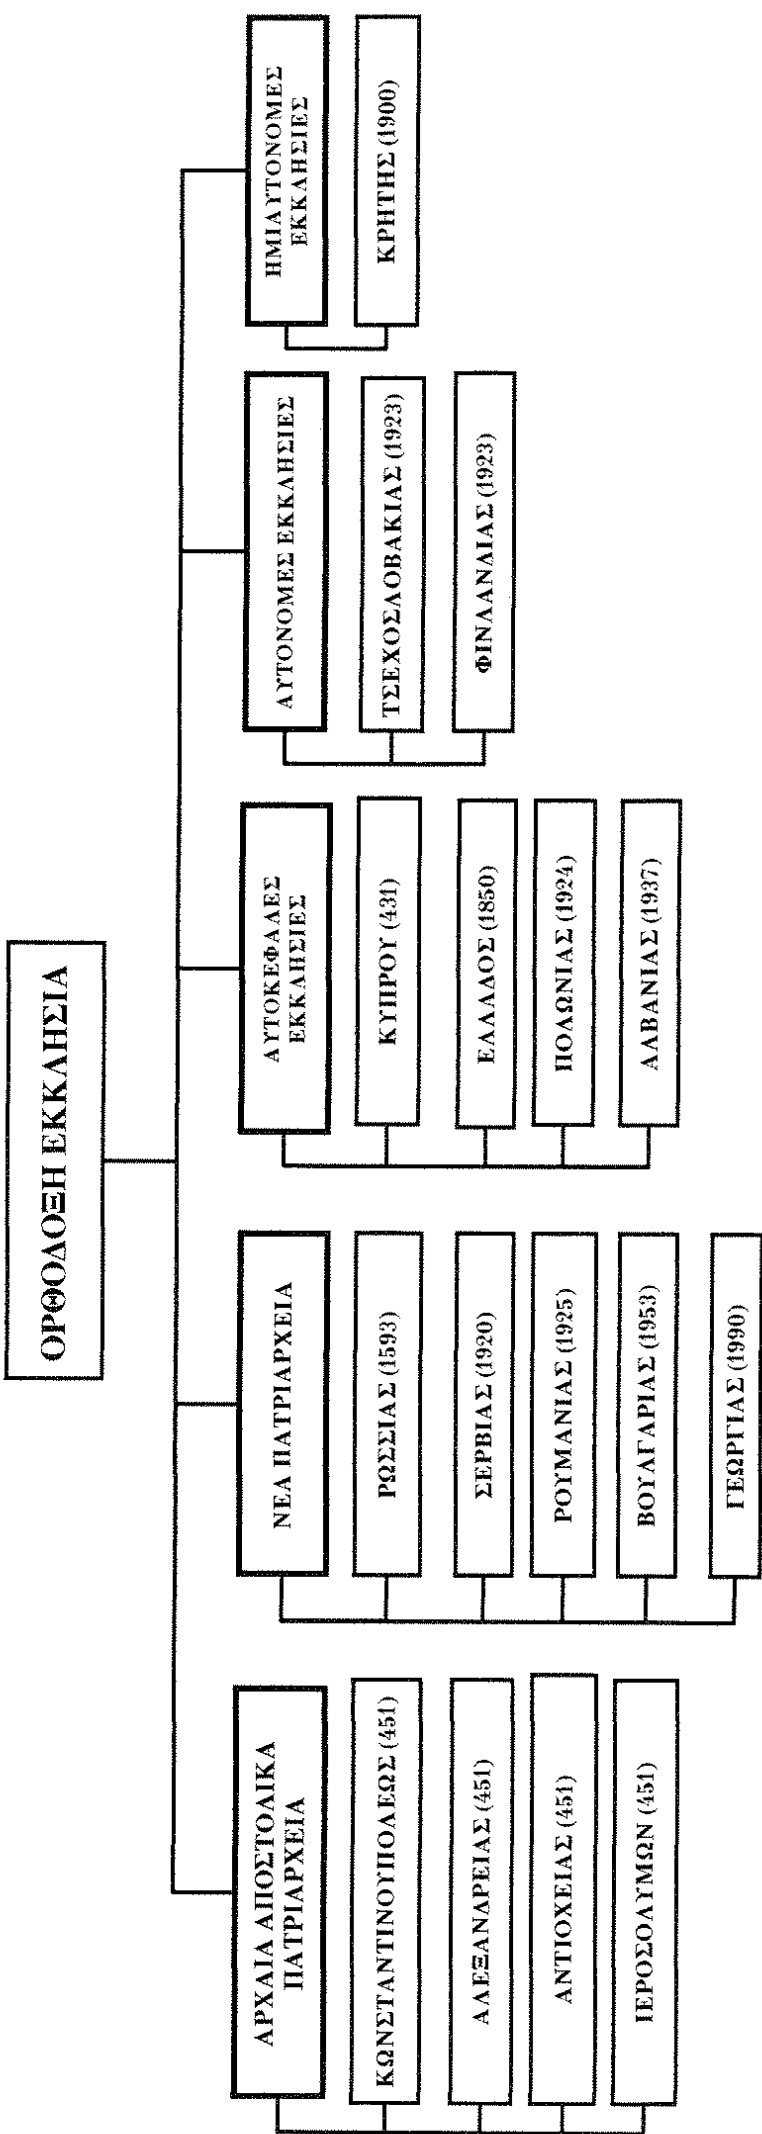 ΟΡΘΟΔΟΞΗ ΕΚΚΛΗΣΙΑ
ΑΡΧΑΙΑ ΑΠΟΣΤΟΛΙΚΑ
ΠΑΤΡΙΑΡΧΕΙΑ
ΚΩΝΣΤΑΝΤΙΝΟΥΠΟΛΕΩΣ (451)
ΑΛΕΞΑΝΔΡΕΙΑΣ (451)
ΑΝΤΙΟΧΕΙΑΣ (451)
ΙΕΡΟΣΟΛΥΜΩΝ (451)
ΝΕΑ ΠΑΤΡΙΑΡΧΕΙΑ
ΡΩΣΣΙΑΣ (1593)
ΣΕΡΒΙΑΣ (1920)
ΡΟΥΜΑΝΙΑΣ (1925)
ΒΟΥΛΓΑΡΙΑΣ (1953)
ΓΕΩΡΓΙΑΣ (1990)
ΑΥΤΟΚΕΦΑΛΕΣ
ΕΚΚΛΗΣΙΕΣ
ΚΥΠΡΟΥ (431)
ΕΛΛΑΔΟΣ (1850)
ΠΟΛΩΝΙΑΣ (1924)
ΑΛΒΑΝΙΑΣ (1937)
ΑΥΤΟΝΟΜΕΣ ΕΚΚΛΗΣΙΕΣ
ΤΣΕΧΟΣΛΟΒΑΚΙΑΣ (1923)
ΦΙΝΛΑΝΔΙΑΣ (1923)
ΗΜΙΑΥΤΟΝΟΜΕΣ
ΕΚΚΛΗΣΙΕΣ
ΚΡΗΤΗΣ (1900)